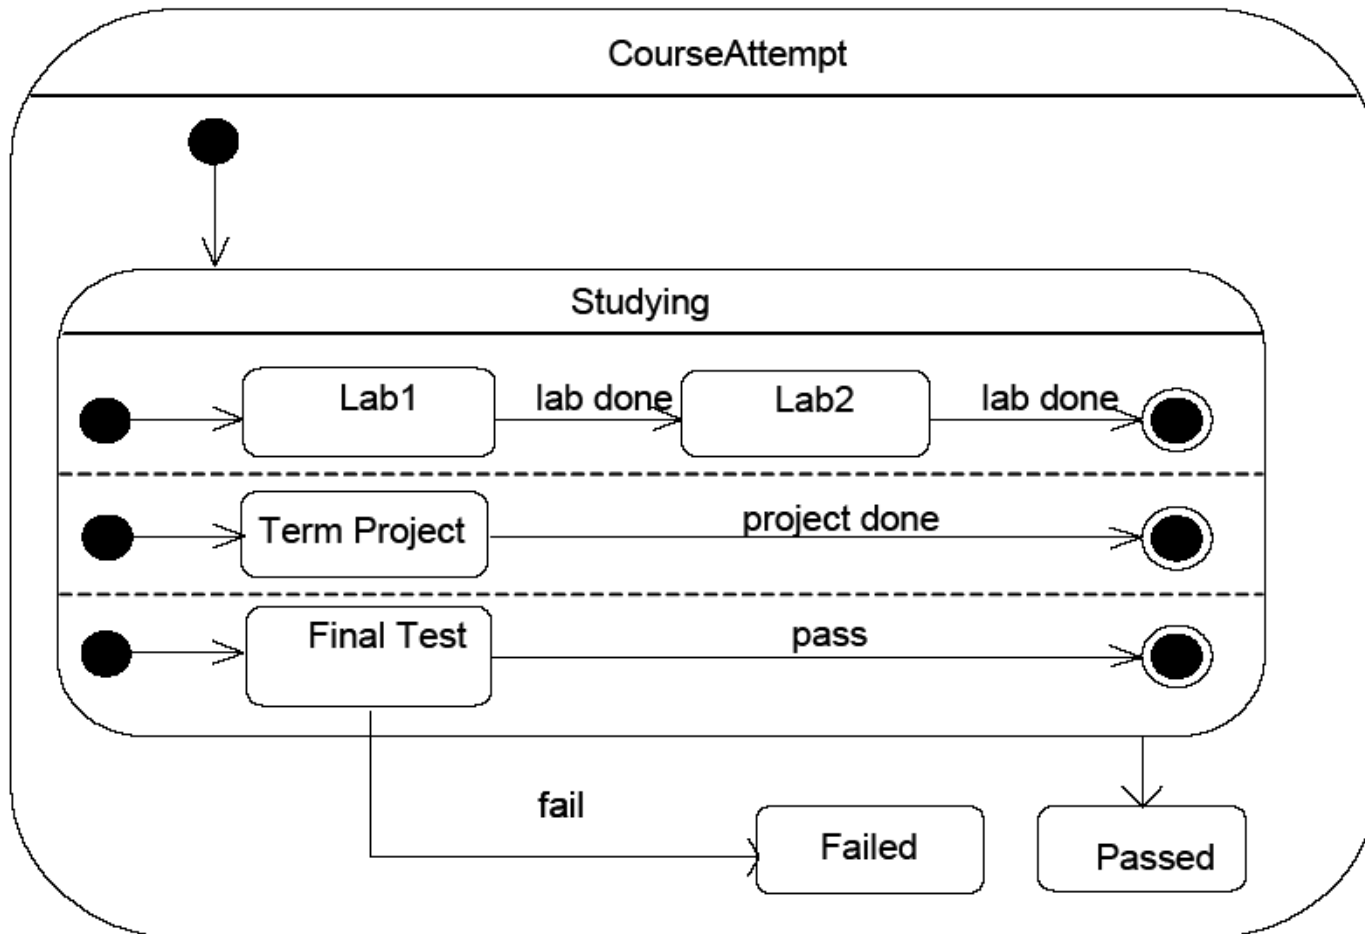 CourseAttempt
Studying
Lab1
lab done
Lab2
lab done
Term Project
project done
Final Test
pass
fail
Failed
Passed